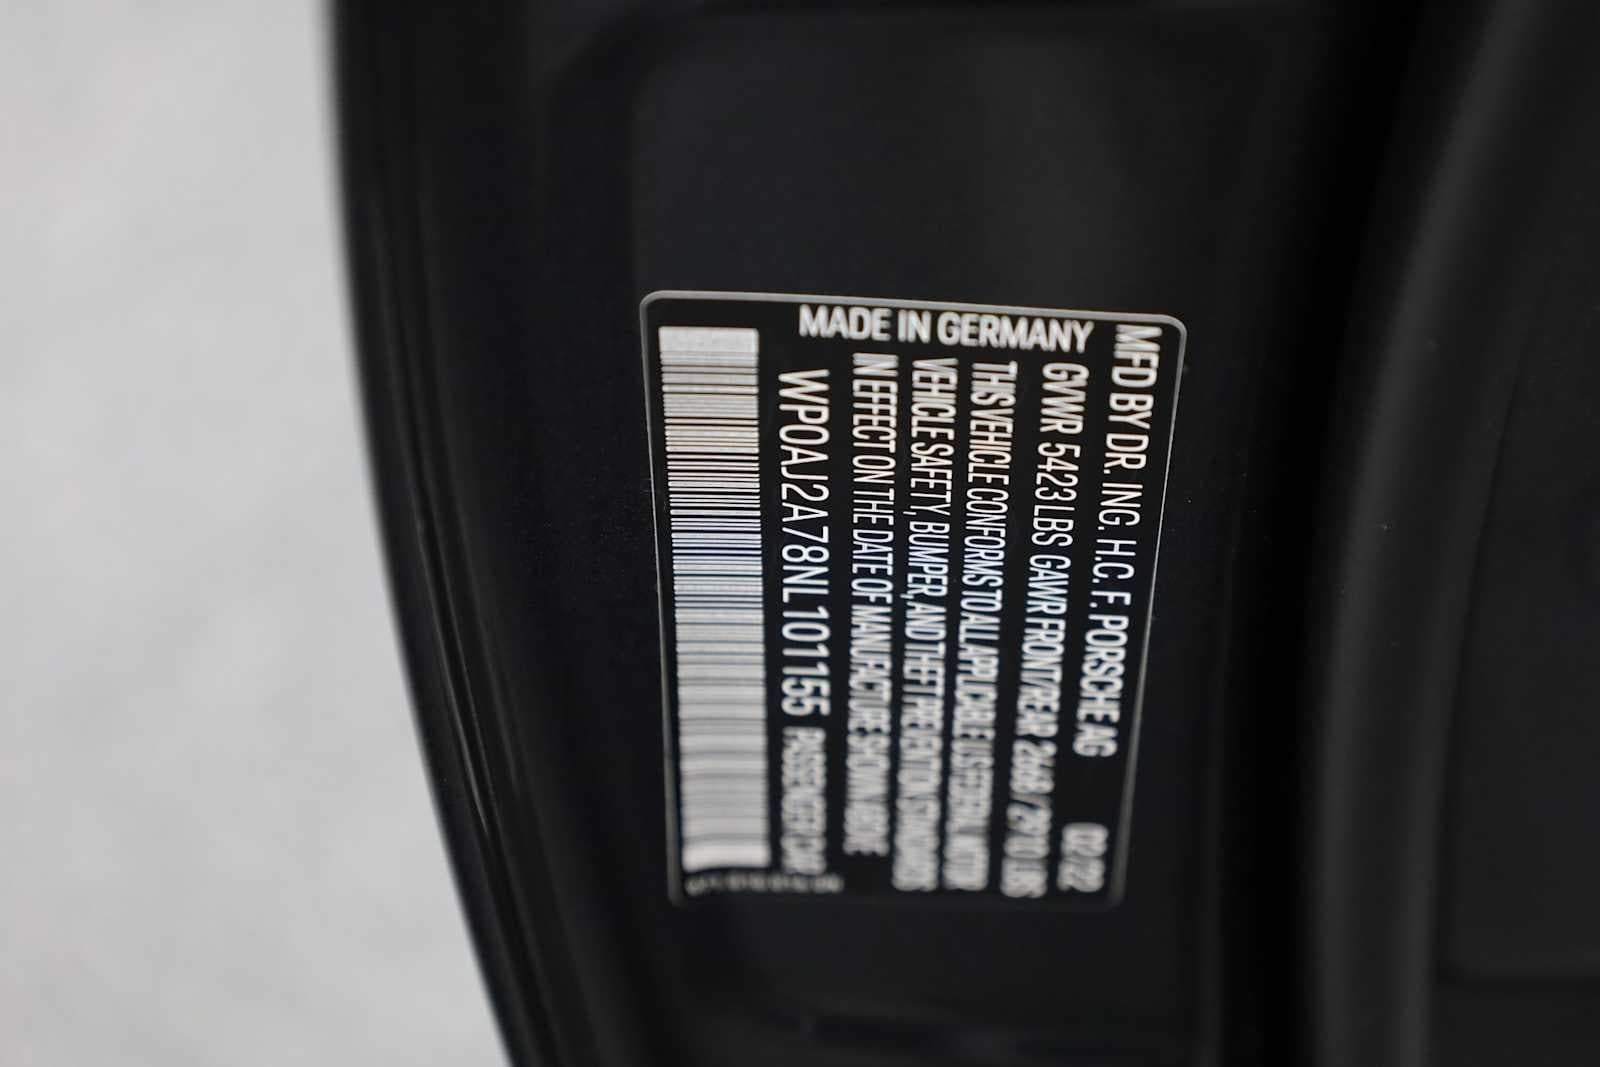 MFD BY DR. ING. H.C. F. PORSCHE AG 02/22
GVWR 5423 LBS GAWR FRONT/REAR 2668 / 2910 LBS
THIS VEHICLE CONFORMS TO ALL APPLICABLE US FEDERAL MOTOR
VEHICLE SAFETY, BUMPER, AND THEFT PREVENTION STANDARDS
IN EFFECT ON THE DATE OF MANUFACTURE SHOWN ABOVE
WP0AJ2A78NL101155 PASSENGER CAR
MADE IN GERMANY